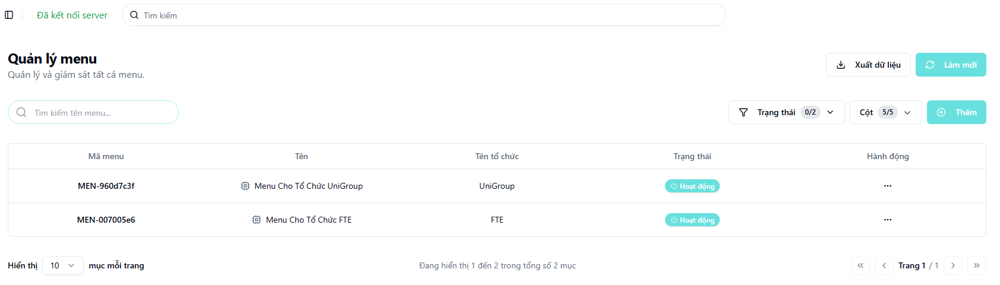 Đã kết nối server
Tìm kiếm
Quản lý menu
Quản lý và giám sát tất cả menu.
Xuất dữ liệu
Làm mới
Tìm kiếm tên menu...
Trạng thái 0/2
Cột 5/5
Thêm
Mã menu Tên Tên tổ chức Trạng thái Hành động
MEN-960d7c3f Menu Cho Tổ Chức UniGroup UniGroup Hoạt động
MEN-007005e6 Menu Cho Tổ Chức FTE FTE Hoạt động
Hiển thị 10 mục mỗi trang
Đang hiển thị 1 đến 2 trong tổng số 2 mục
Trang 1 / 1